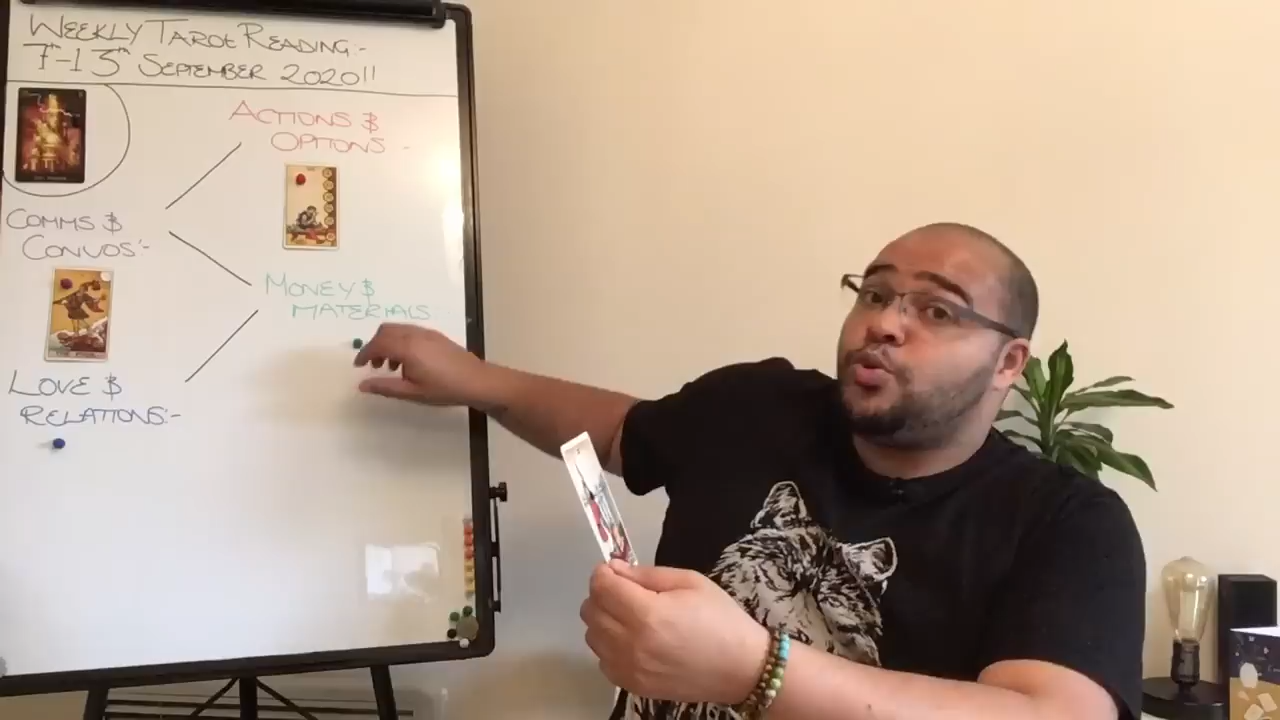 WEEKLY TAROT READING:-
7th-13th SEPTEMBER 2020!!
ACTIONS &
OPTIONS:-
COMMS &
CONVOS:-
MONEY &
MATERIALS:-
LOVE &
RELATIONS:-